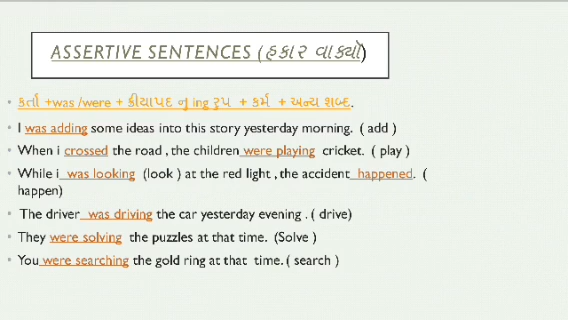 ASSERTIVE SENTENCES (હકાર વાક્યો)
કર્તા +was /were + ક્રીયાપદ નુ ing રૂપ + કર્મ + અન્ય શબ્દ.
I was adding some ideas into this story yesterday morning. ( add )
When i crossed the road , the children were playing cricket. ( play )
While i was looking (look ) at the red light , the accident happened. (
happen)
The driver was driving the car yesterday evening . ( drive)
They were solving the puzzles at that time. (Solve )
You were searching the gold ring at that time. ( search )